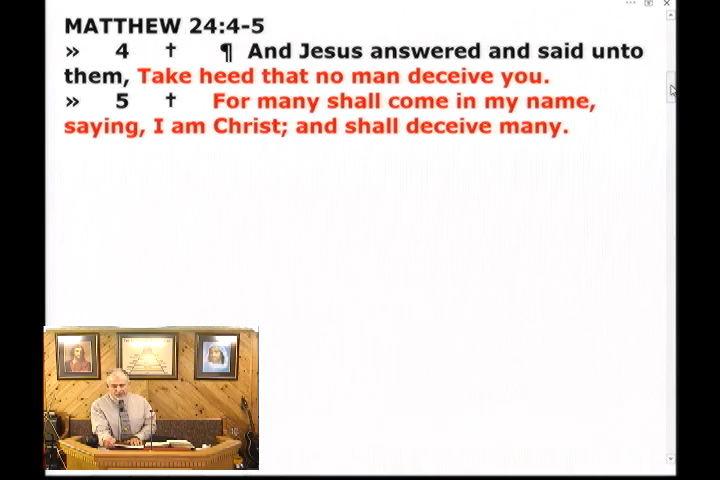 MATTHEW 24:4-5
» 4 † ¶ And Jesus answered and said unto
them, Take heed that no man deceive you.
» 5 † For many shall come in my name,
saying, I am Christ; and shall deceive many.